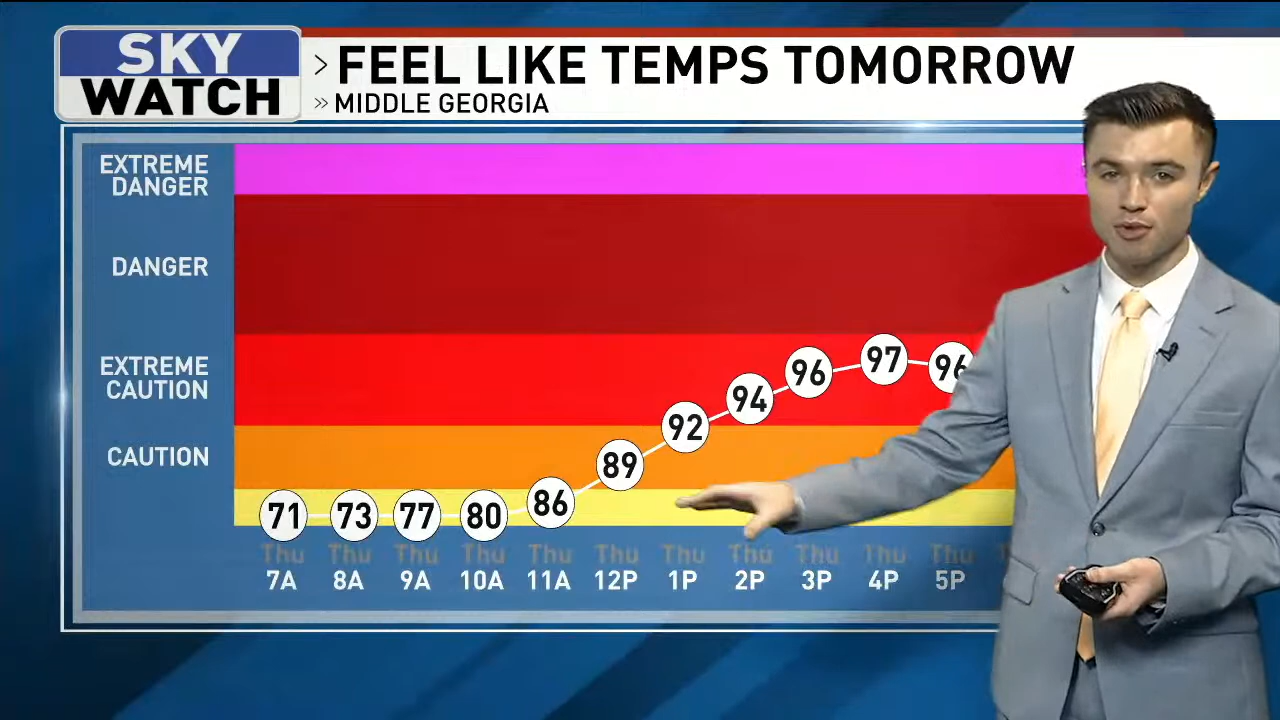 SKY
WATCH
> FEEL LIKE TEMPS TOMORROW
» MIDDLE GEORGIA
EXTREME
DANGER
DANGER
EXTREME
CAUTION
CAUTION
71 73 77 80 86 89 92 94 96 97 96
Thu Thu Thu Thu Thu Thu Thu Thu Thu Thu Thu
7A 8A 9A 10A 11A 12P 1P 2P 3P 4P 5P